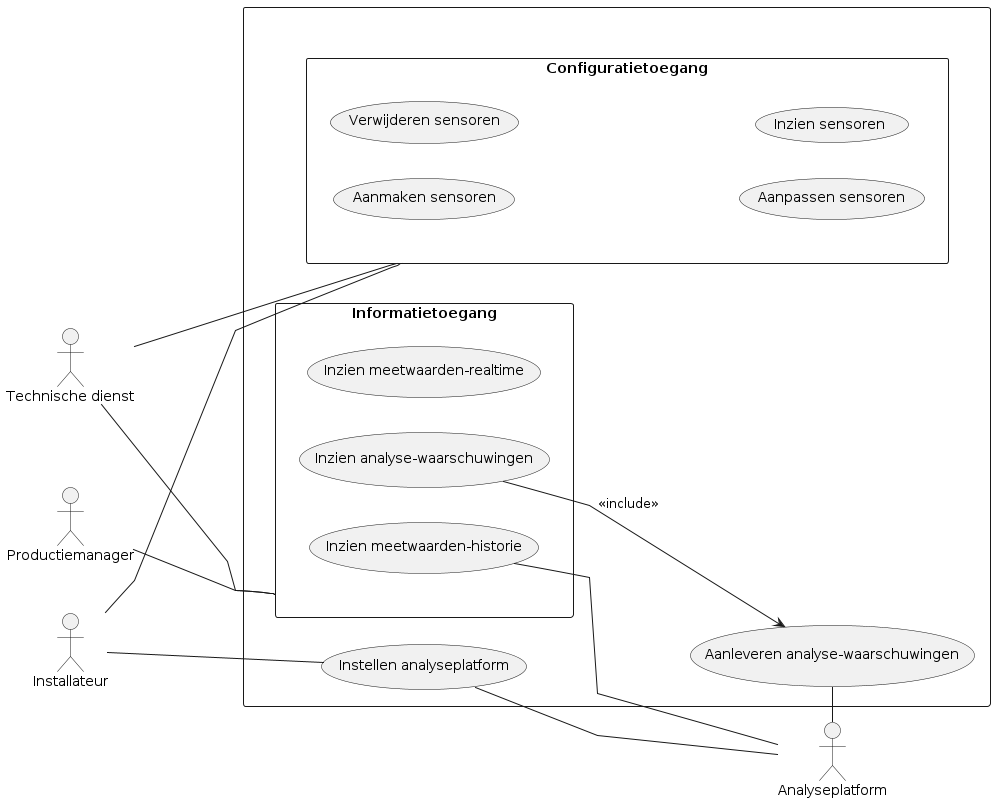 Configuratietoegang
Verwijderen sensoren
Inzien sensoren
Aanmaken sensoren
Aanpassen sensoren
Informatietoegang
Inzien meetwaarden-realtime
Technische dienst
Inzien analyse-waarschuwingen
«include»
Productiemanager
Inzien meetwaarden-historie
Installateur
Instellen analyseplatform
Aanleveren analyse-waarschuwingen
Analyseplatform